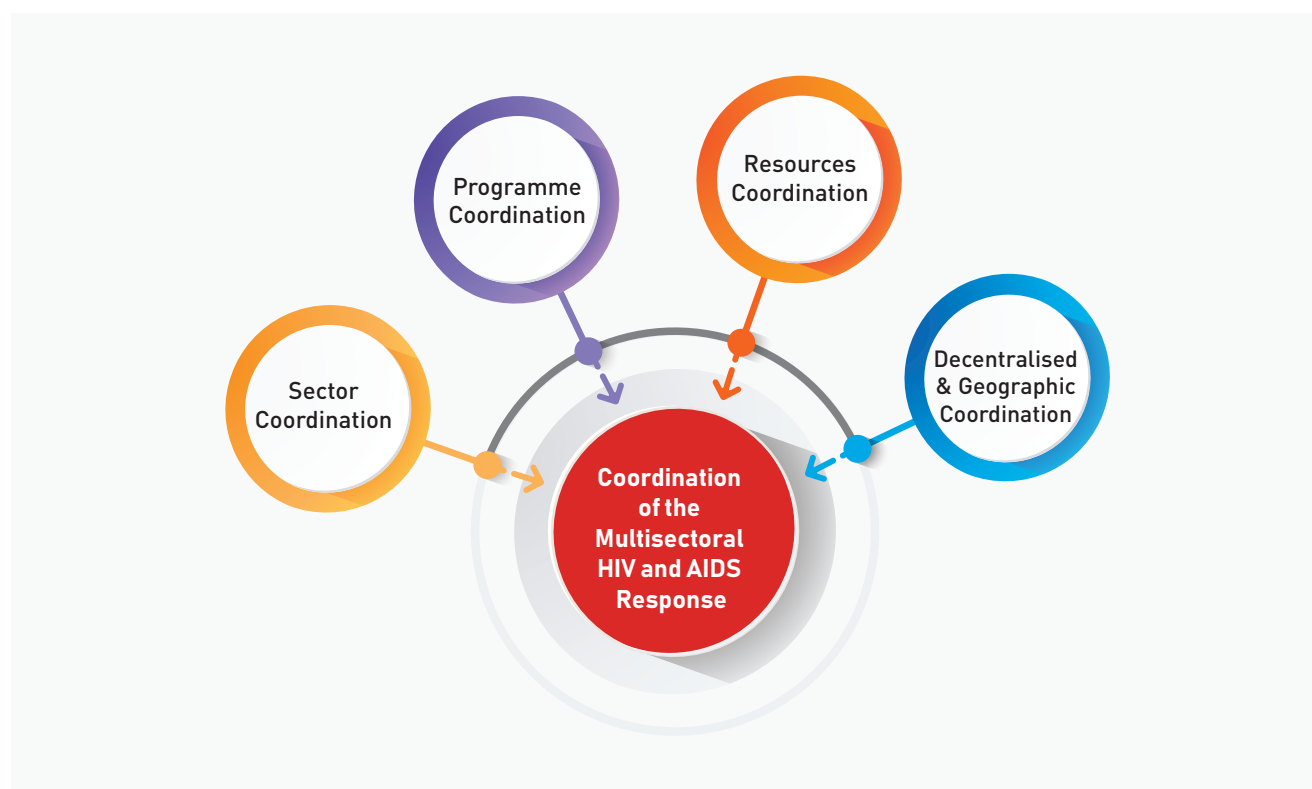 Programme
Coordination
Resources
Coordination
Sector
Coordination
Decentralised
& Geographic
Coordination
Coordination
of the
Multisectoral
HIV and AIDS
Response